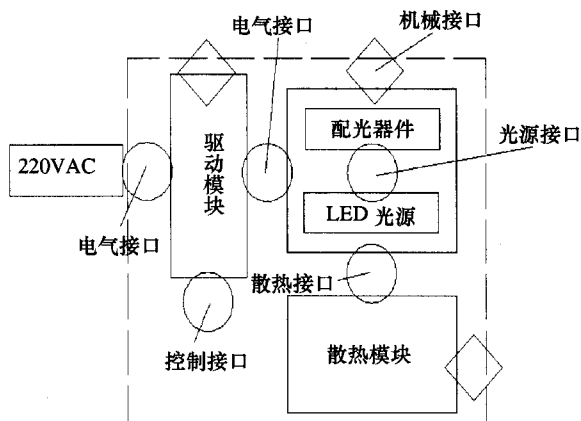 电气接口
机械接口
220VAC
驱动模块
配光器件
光源接口
LED 光源
电气接口
散热接口
控制接口
散热模块